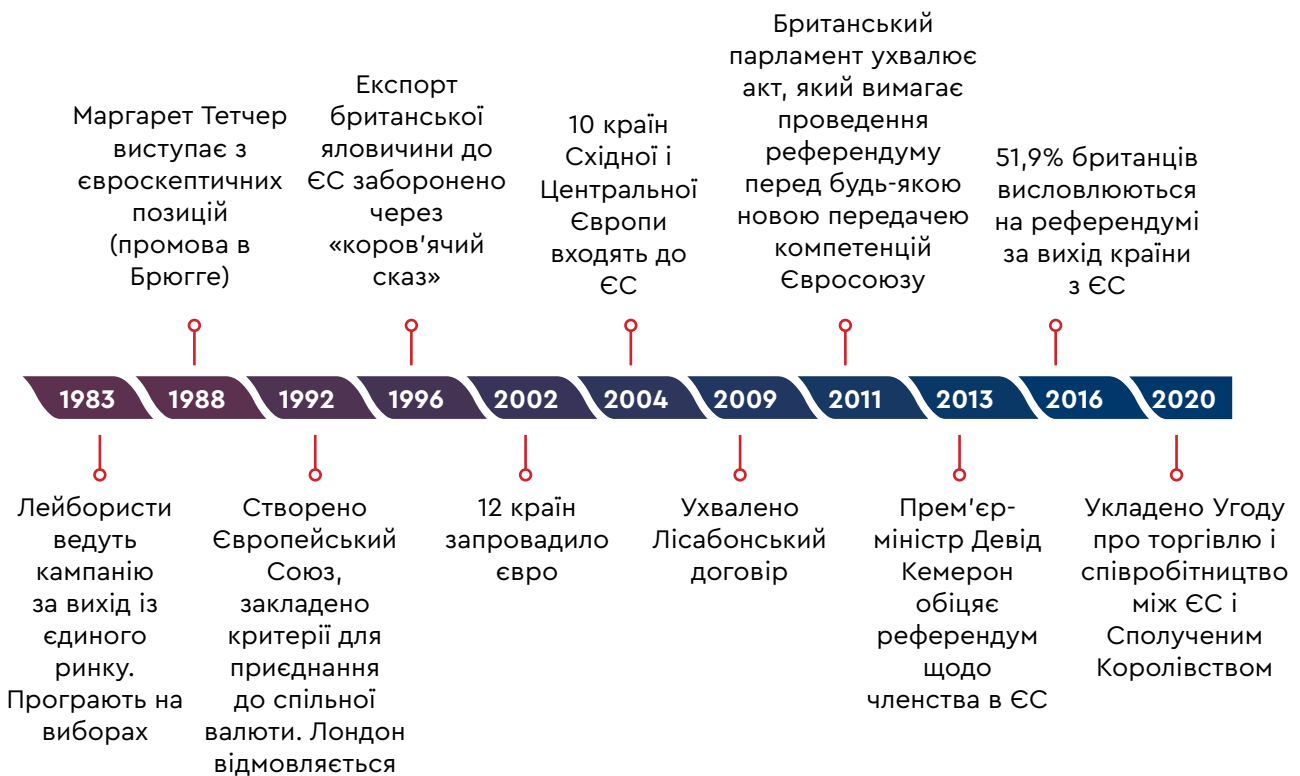 Маргарет Тетчер
виступає з
євроскептичних
позицій
(промова в
Брюгге)
Експорт
британської
яловичини до
ЄС заборонено
через
«коров'ячий
сказ»
10 країн
Східної і
Центральної
Європи
входять до
ЄС
Британський
парламент ухвалює
акт, який вимагає
проведення
референдуму
перед будь-якою
новою передачею
компетенцій
Євросоюзу
51,9% британців
висловлюються
на референдумі
за вихід країни
з ЄС
1983 1988 1992 1996 2002 2004 2009 2011 2013 2016 2020
Лейбористи
ведуть
кампанію
за вихід із
єдиного
ринку.
Програють на
виборах
Створено
Європейський
Союз,
закладено
критерії для
приєднання
до спільної
валюти. Лондон
відмовляється
12 країн
запровадило
євро
Ухвалено
Лісабонський
договір
Прем'єр-
міністр Девід
Кемерон
обіцяє
референдум
щодо
членства в ЄС
Укладено Угоду
про торгівлю і
співробітництво
між ЄС і
Сполученим
Королівством